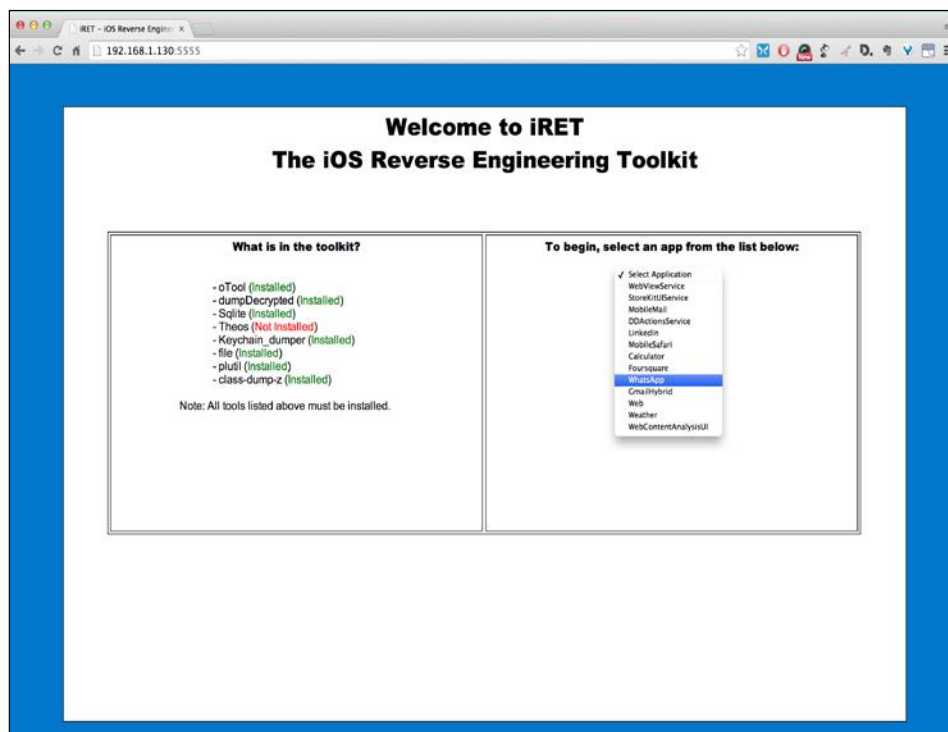 iRET – iOS Reverse Engine
192.168.1.130:5555
New
Welcome to iRET
The iOS Reverse Engineering Toolkit
What is in the toolkit?
- oTool (Installed)
- dumpDecrypted (Installed)
- Sqlite (Installed)
- Theos (Not Installed)
- Keychain_dumper (Installed)
- file (Installed)
- plutil (Installed)
- class-dump-z (Installed)
Note: All tools listed above must be installed.
To begin, select an app from the list below:
✓ Select Application
WebViewService
StoreKitUIService
MobileMail
DDActionsService
LinkedIn
MobileSafari
Calculator
Foursquare
WhatsApp
GmailHybrid
Web
Weather
WebContentAnalysisUI